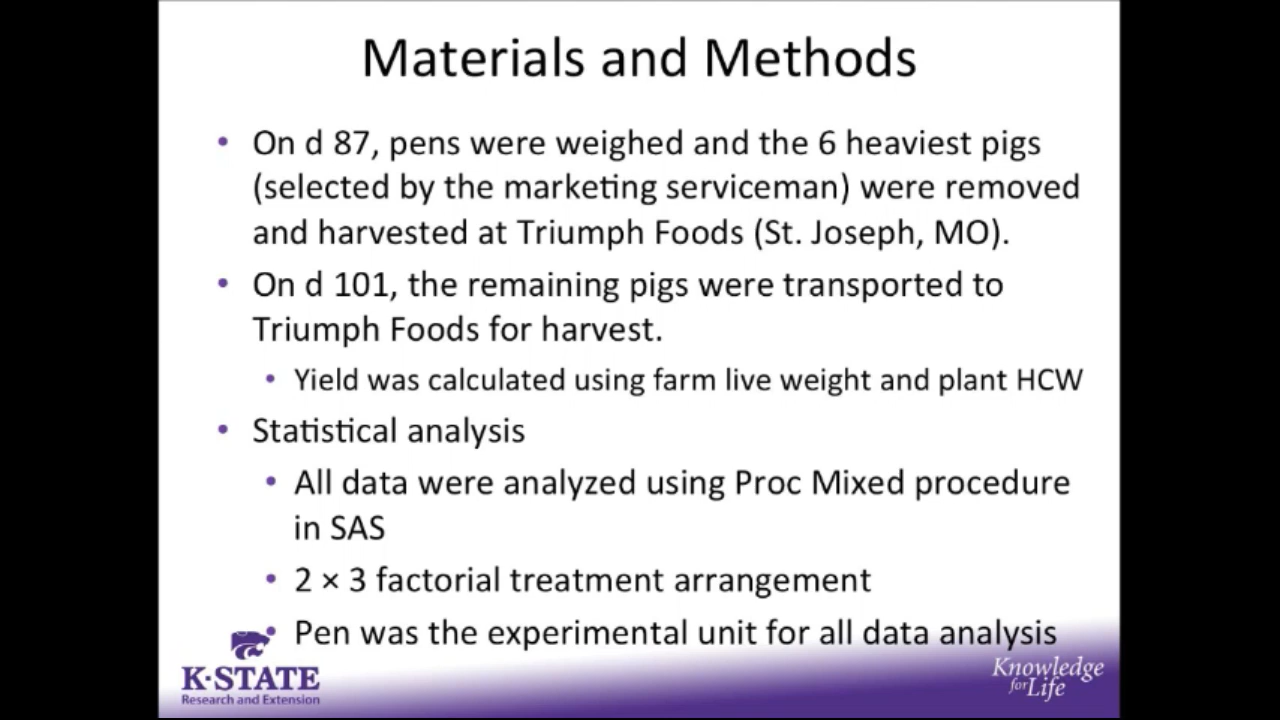 Materials and Methods
• On d 87, pens were weighed and the 6 heaviest pigs
(selected by the marketing serviceman) were removed
and harvested at Triumph Foods (St. Joseph, MO).
• On d 101, the remaining pigs were transported to
Triumph Foods for harvest.
• Yield was calculated using farm live weight and plant HCW
• Statistical analysis
• All data were analyzed using Proc Mixed procedure
in SAS
• 2 × 3 factorial treatment arrangement
• Pen was the experimental unit for all data analysis
K·STATE
Research and Extension
Knowledge
for Life